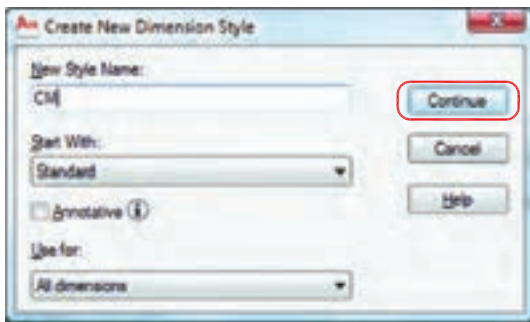 Create New Dimension Style
New Style Name:
CM
Continue
Start With:
Cancel
Standard
Help
Annotative
Use for:
All dimensions